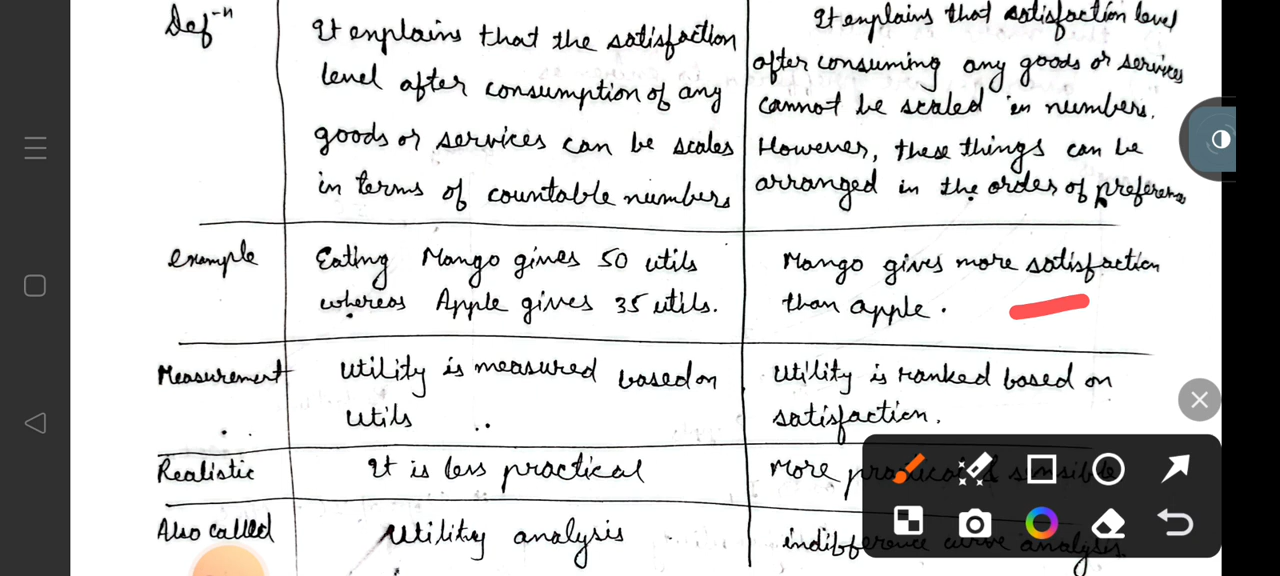 Def⁻ⁿ
It explains that the satisfaction
level after consumption of any
goods or services can be scales
in terms of countable numbers
It explains that satisfaction level
after consuming any goods or services
cannot be scaled in numbers.
However, these things can be
arranged in the order of preference
example
Eating Mango gives 50 utils
whereas Apple gives 35 utils.
Mango gives more satisfaction
than apple.
Measurement
Utility is measured based on
utils
Utility is ranked based on
satisfaction.
Realistic
It is less practical
More practical & sensible
Also called
Utility analysis
indifference curve analysis